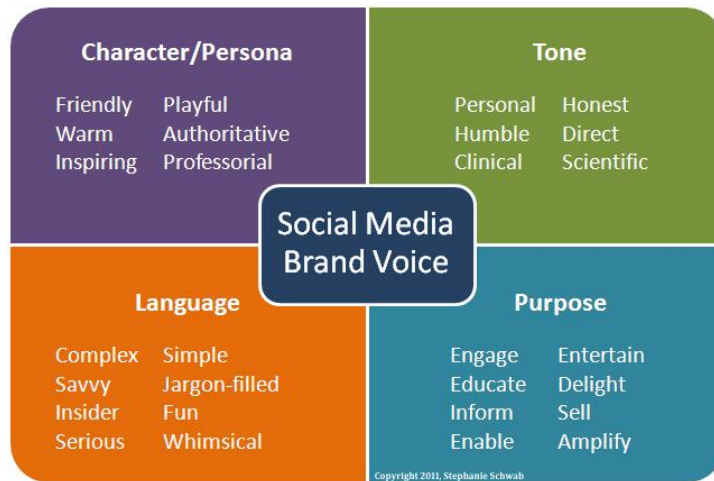 Character/Persona
Friendly Playful
Warm Authoritative
Inspiring Professorial
Tone
Personal Honest
Humble Direct
Clinical Scientific
Social Media
Brand Voice
Language
Complex Simple
Savvy Jargon-filled
Insider Fun
Serious Whimsical
Purpose
Engage Entertain
Educate Delight
Inform Sell
Enable Amplify
Copyright 2011, Stephanie Schwab